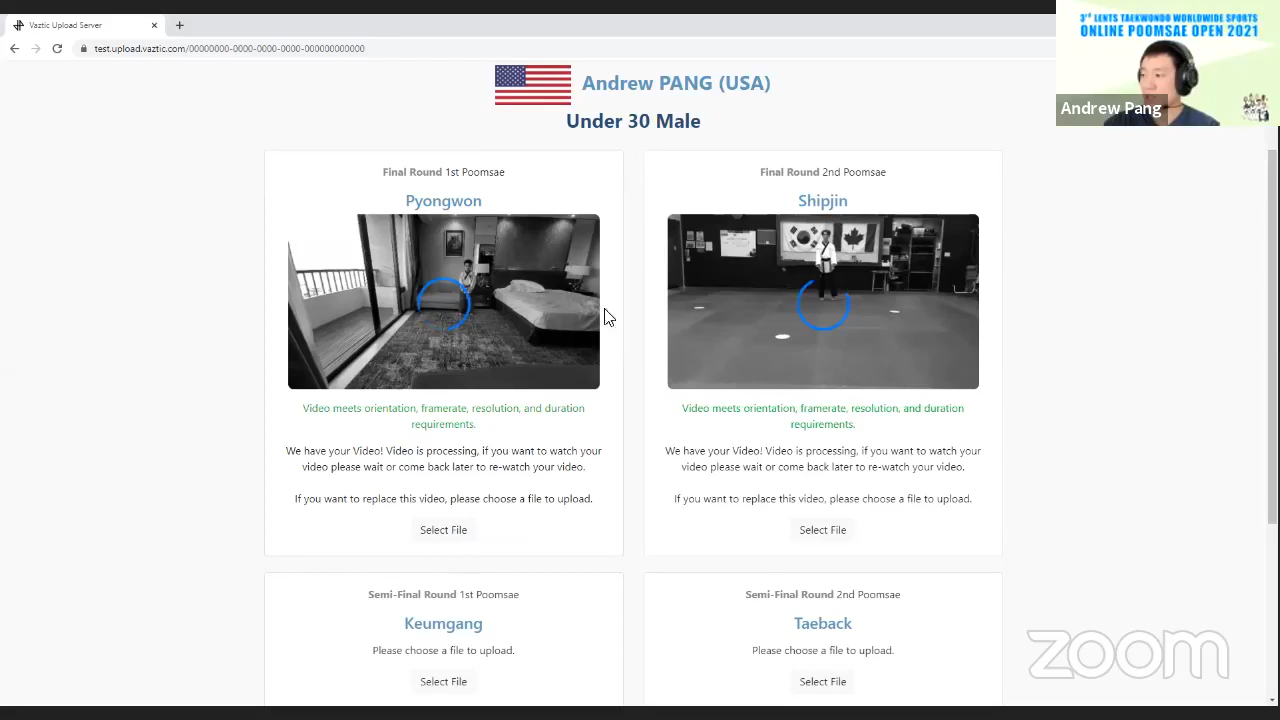 Vaztic Upload Server
test.upload.vaztic.com/00000000-0000-0000-0000-000000000000
3rd LENTS TAEKWONDO WORLDWIDE SPORTS
ONLINE POOMSAE OPEN 2021
Andrew Pang
Andrew PANG (USA)
Under 30 Male
Final Round 1st Poomsae
Pyongwon
Video meets orientation, framerate, resolution, and duration
requirements.
We have your Video! Video is processing, if you want to watch your
video please wait or come back later to re-watch your video.
If you want to replace this video, please choose a file to upload.
Select File
Final Round 2nd Poomsae
Shipjin
Video meets orientation, framerate, resolution, and duration
requirements.
We have your Video! Video is processing, if you want to watch your
video please wait or come back later to re-watch your video.
If you want to replace this video, please choose a file to upload.
Select File
Semi-Final Round 1st Poomsae
Keumgang
Please choose a file to upload.
Select File
Semi-Final Round 2nd Poomsae
Taeback
Please choose a file to upload.
Select File
zoom